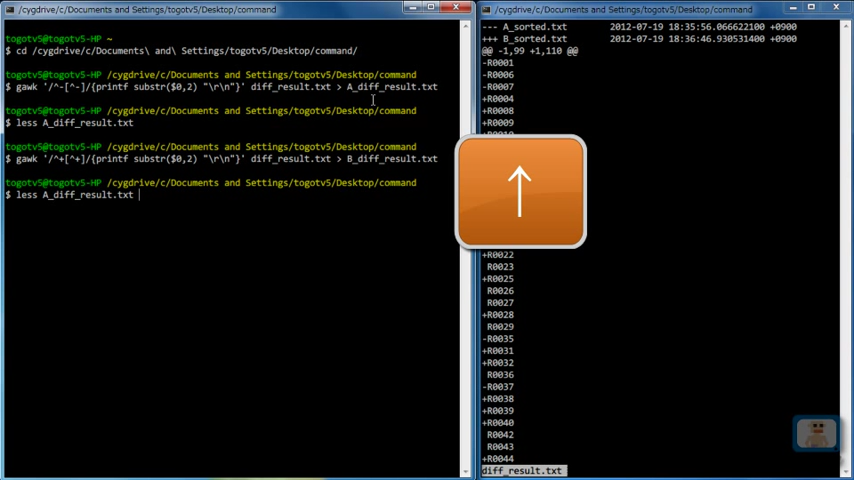 /cygdrive/c/Documents and Settings/togotv5/Desktop/command
togotv5@togotv5-HP ~
$ cd /cygdrive/c/Documents\ and\ Settings/togotv5/Desktop/command/
togotv5@togotv5-HP /cygdrive/c/Documents and Settings/togotv5/Desktop/command
$ gawk '/^-[^-]/{printf substr($0,2) "\r\n"}' diff_result.txt > A_diff_result.txt
togotv5@togotv5-HP /cygdrive/c/Documents and Settings/togotv5/Desktop/command
$ less A_diff_result.txt
togotv5@togotv5-HP /cygdrive/c/Documents and Settings/togotv5/Desktop/command
$ gawk '/^+[^+]/{printf substr($0,2) "\r\n"}' diff_result.txt > B_diff_result.txt
togotv5@togotv5-HP /cygdrive/c/Documents and Settings/togotv5/Desktop/command
$ less A_diff_result.txt
/cygdrive/c/Documents and Settings/togotv5/Desktop/command
--- A_sorted.txt 2012-07-19 18:35:56.066622100 +0900
+++ B_sorted.txt 2012-07-19 18:36:46.930531400 +0900
@@ -1,99 +1,110 @@
-R0001
-R0006
-R0007
+R0004
+R0008
+R0009
+R0022
R0023
+R0025
R0026
R0027
+R0028
R0029
-R0035
+R0031
+R0032
R0036
-R0037
+R0038
+R0039
+R0040
R0042
R0043
+R0044
diff_result.txt